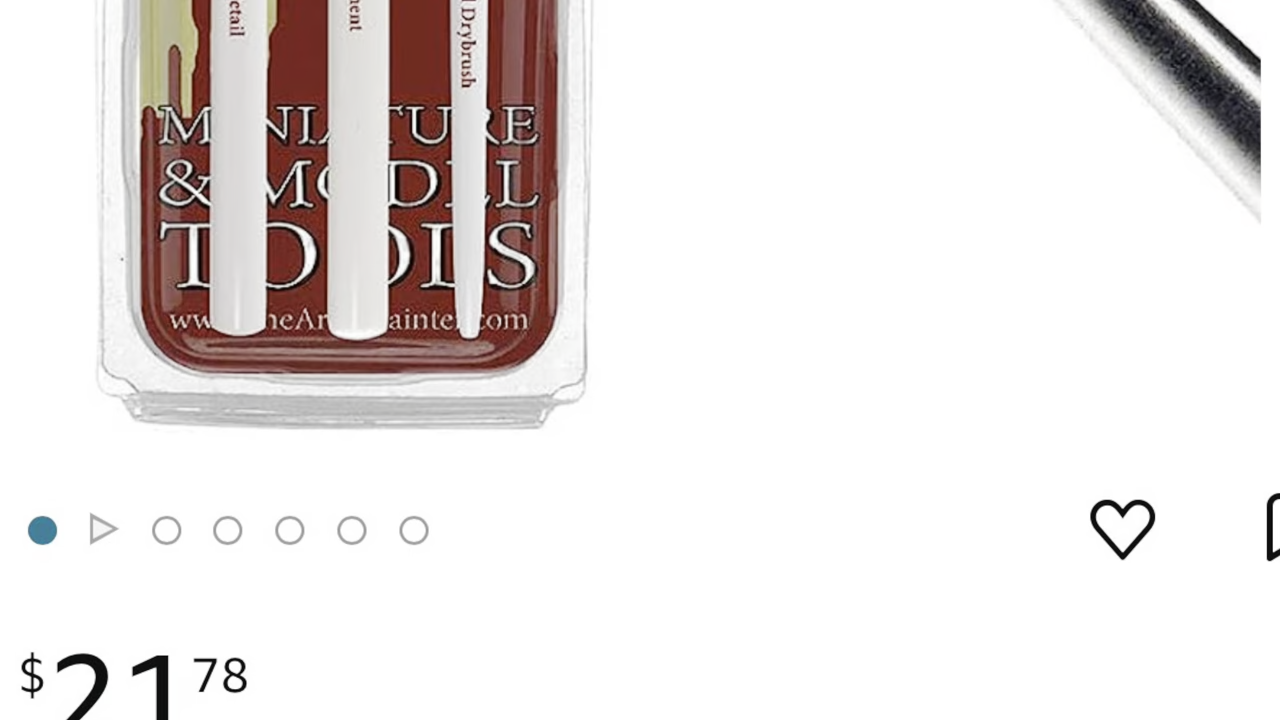 etail
ent
Drybrush
MINIATURE
& MODEL
TOOLS
$21 78